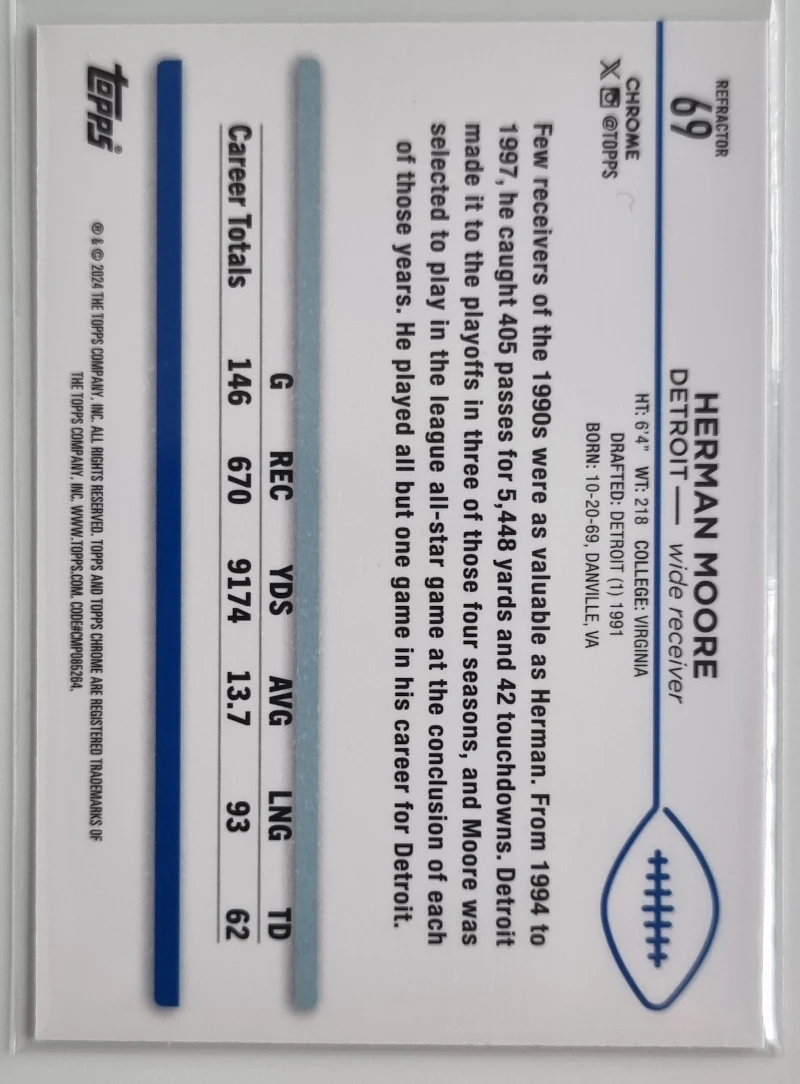 REFRACTOR
69
HERMAN MOORE
DETROIT — wide receiver
CHROME
X @TOPPS
HT: 6'4" WT: 218 COLLEGE: VIRGINIA
DRAFTED: DETROIT (1) 1991
BORN: 10-20-69, DANVILLE, VA
Few receivers of the 1990s were as valuable as Herman. From 1994 to
1997, he caught 405 passes for 5,448 yards and 42 touchdowns. Detroit
made it to the playoffs in three of those four seasons, and Moore was
selected to play in the league all-star game at the conclusion of each
of those years. He played all but one game in his career for Detroit.
G REC YDS AVG LNG TD
Career Totals 146 670 9174 13.7 93 62
topps®
® & © 2024 THE TOPPS COMPANY, INC. ALL RIGHTS RESERVED. TOPPS AND TOPPS CHROME ARE REGISTERED TRADEMARKS OF
THE TOPPS COMPANY, INC. WWW.TOPPS.COM. CODE#CMP086264.